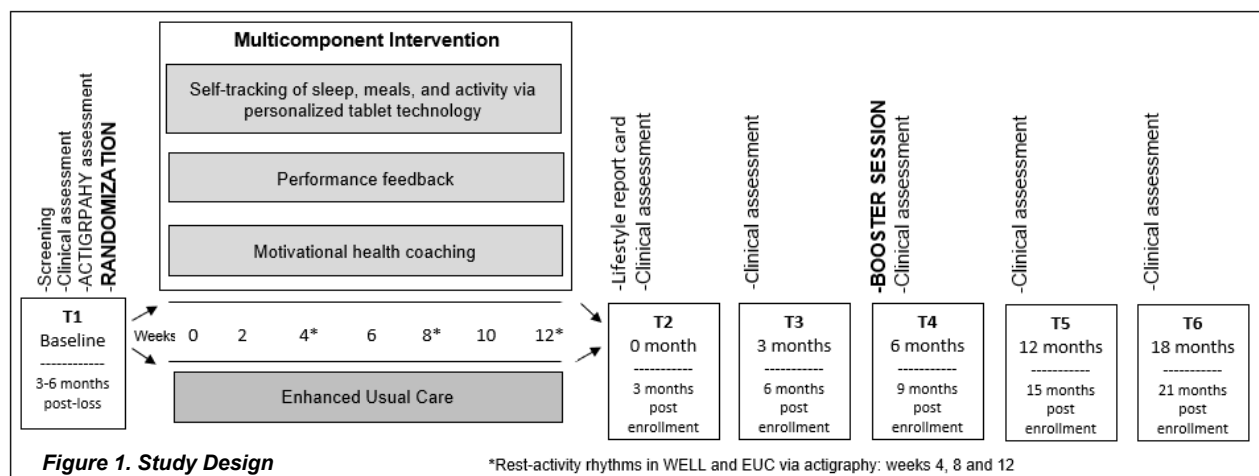 Multicomponent Intervention
Self-tracking of sleep, meals, and activity via
personalized tablet technology
Performance feedback
Motivational health coaching
-Screening
-Clinical assessment
-ACTIGRPAHY assessment
-RANDOMIZATION
T1
Baseline
------------
3-6 months
post-loss
Weeks 0 2 4* 6 8* 10 12*
Enhanced Usual Care
-Lifestyle report card
-Clinical assessment
T2
0 month
-----------
3 months
post
enrollment
-Clinical assessment
T3
3 months
-----------
6 months
post
enrollment
-BOOSTER SESSION
-Clinical assessment
T4
6 months
-----------
9 months
post
enrollment
-Clinical assessment
T5
12 months
-----------
15 months
post
enrollment
-Clinical assessment
T6
18 months
-----------
21 months
post
enrollment
Figure 1. Study Design
*Rest-activity rhythms in WELL and EUC via actigraphy: weeks 4, 8 and 12